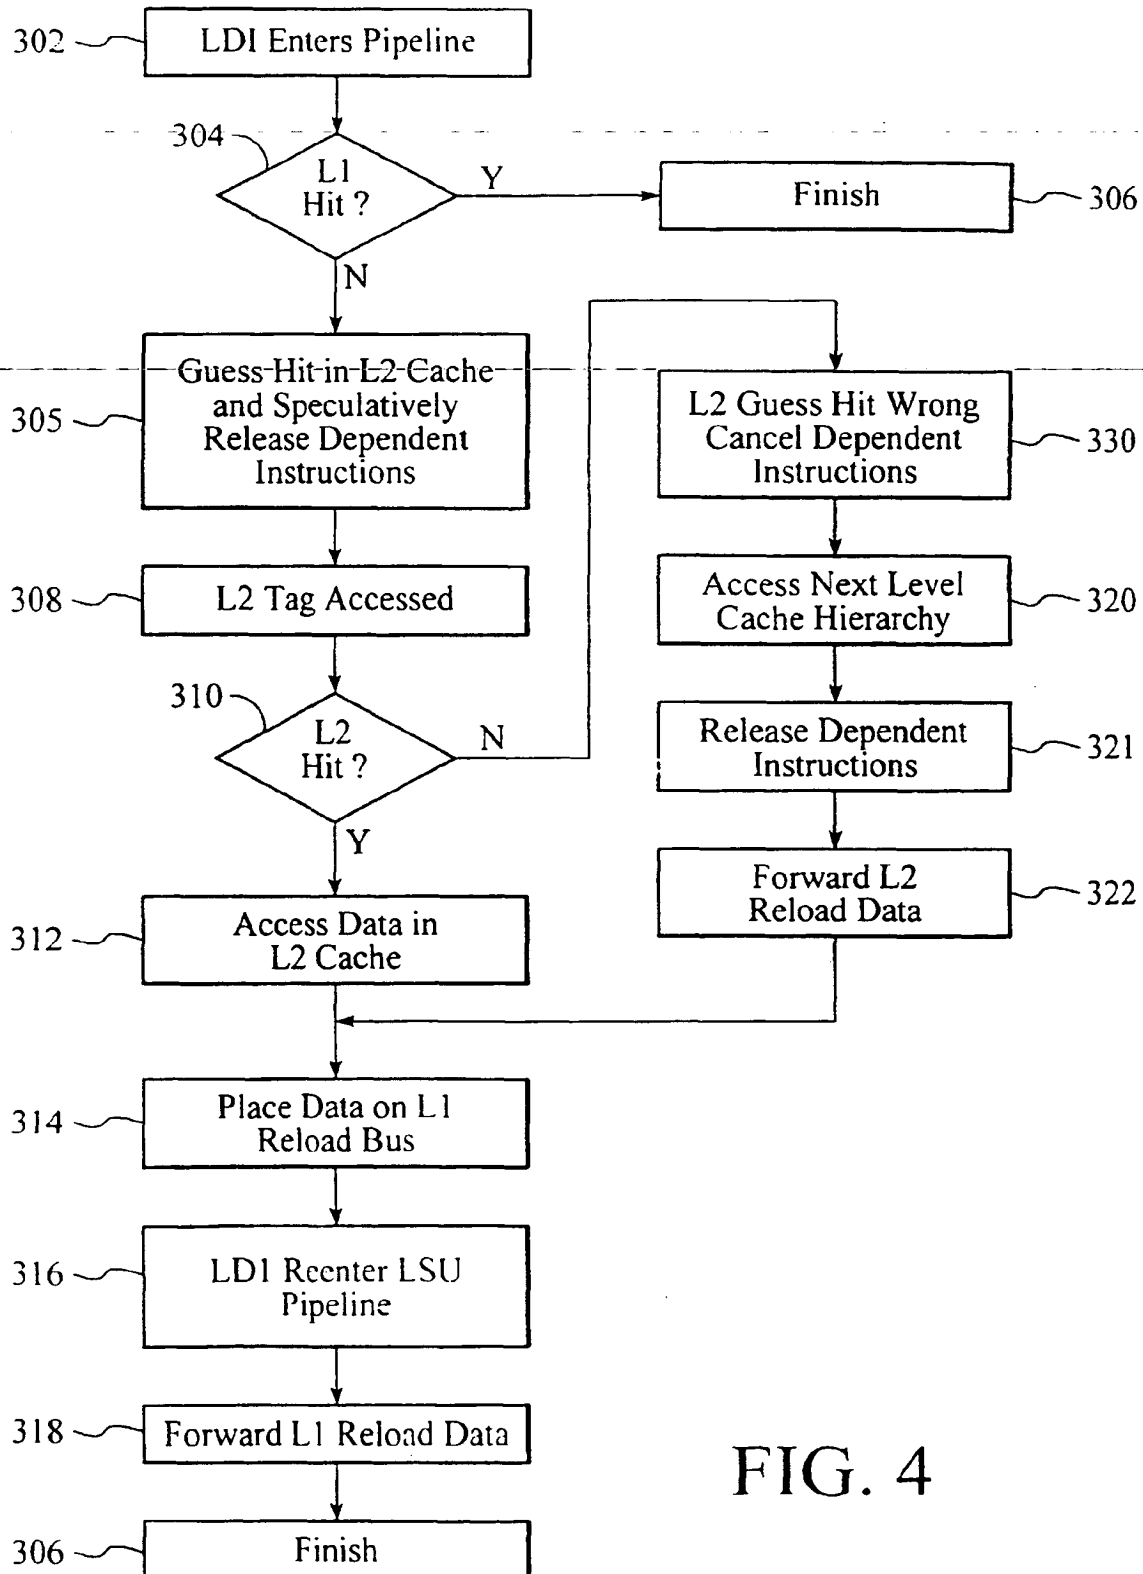 302
LDI Enters Pipeline
304
L1
Hit ?
Y
Finish
306
N
305
Guess Hit in L2 Cache
and Speculatively
Release Dependent
Instructions
L2 Guess Hit Wrong
Cancel Dependent
Instructions
330
308
L2 Tag Accessed
Access Next Level
Cache Hierarchy
320
310
L2
Hit ?
N
Y
Release Dependent
Instructions
321
Forward L2
Reload Data
322
312
Access Data in
L2 Cache
314
Place Data on L1
Reload Bus
316
LD1 Reenter LSU
Pipeline
318
Forward L1 Reload Data
306
Finish
FIG. 4